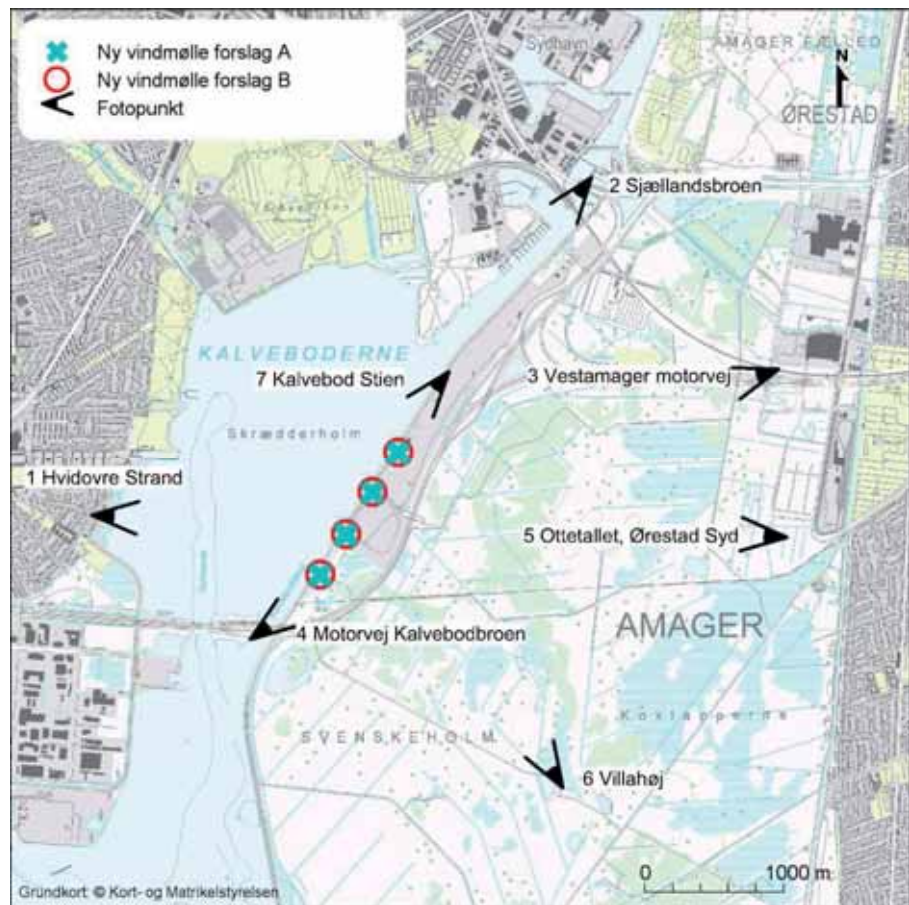 Ny vindmølle forslag A
Ny vindmølle forslag B
Fotopunkt
Sydhavn
AMAGER FÆLLED
N
ØRESTAD
2 Sjællandsbroen
KALVEBODERNE
7 Kalvebod Stien
3 Vestamager motorvej
Skrædderholm
1 Hvidovre Strand
5 Ottetallet, Ørestad Syd
4 Motorvej Kalvebodbroen
AMAGER
Koklapperne
SVENSKEHOLM
6 Villahøj
0 1000 m
Grundkort: © Kort- og Matrikelstyrelsen